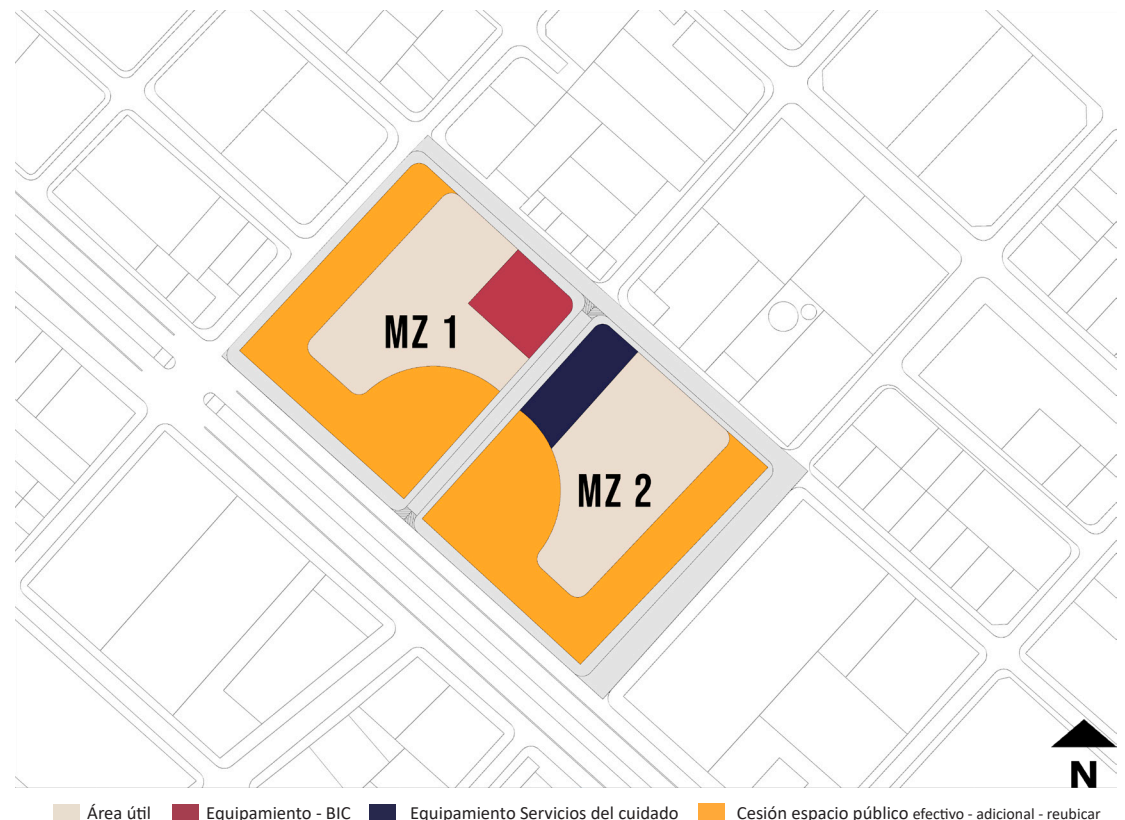 MZ 1
MZ 2
N
Área útil Equipamiento - BIC Equipamiento Servicios del cuidado Cesión espacio público efectivo - adicional - reubicar